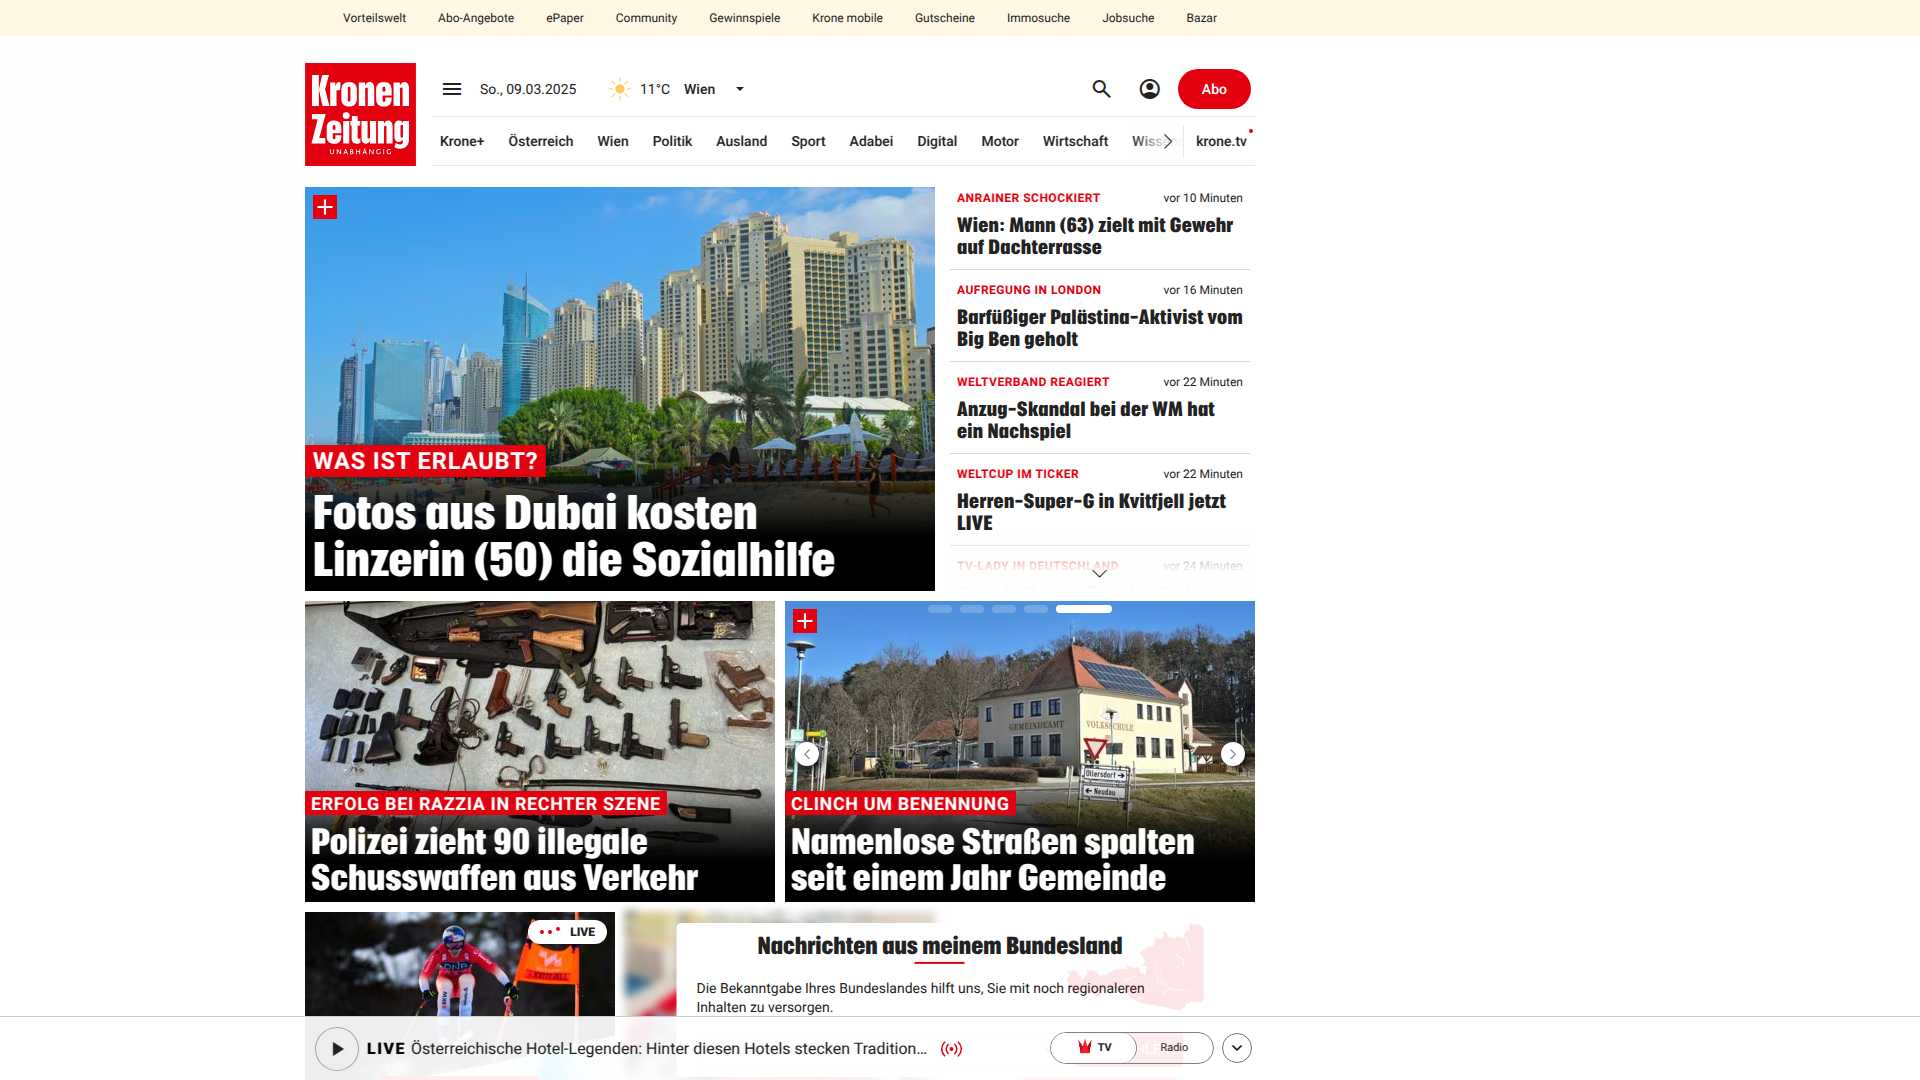 Vorteilswelt Abo-Angebote ePaper Community Gewinnspiele Krone mobile Gutscheine Immosuche Jobsuche Bazar
Kronen
Zeitung
UNABHÄNGIG
So., 09.03.2025 11°C Wien
Abo
Krone+ Österreich Wien Politik Ausland Sport Adabei Digital Motor Wirtschaft krone.tv
WAS IST ERLAUBT?
Fotos aus Dubai kosten
Linzerin (50) die Sozialhilfe
ANRAINER SCHOCKIERT vor 10 Minuten
Wien: Mann (63) zielt mit Gewehr
auf Dachterrasse
AUFREGUNG IN LONDON vor 16 Minuten
Barfüßiger Palästina-Aktivist vom
Big Ben geholt
WELTVERBAND REAGIERT vor 22 Minuten
Anzug-Skandal bei der WM hat
ein Nachspiel
WELTCUP IM TICKER vor 22 Minuten
Herren-Super-G in Kvitfjell jetzt
LIVE
TV-LADY IN DEUTSCHLAND vor 24 Minuten
ERFOLG BEI RAZZIA IN RECHTER SZENE
Polizei zieht 90 illegale
Schusswaffen aus Verkehr
GEMEINDEAMT VOLKSSCHULE
Ollersdorf
Neudau
CLINCH UM BENENNUNG
Namenlose Straßen spalten
seit einem Jahr Gemeinde
LIVE
Nachrichten aus meinem Bundesland
Die Bekanntgabe Ihres Bundeslandes hilft uns, Sie mit noch regionaleren
Inhalten zu versorgen.
LIVE Österreichische Hotel-Legenden: Hinter diesen Hotels stecken Tradition...
TV Radio